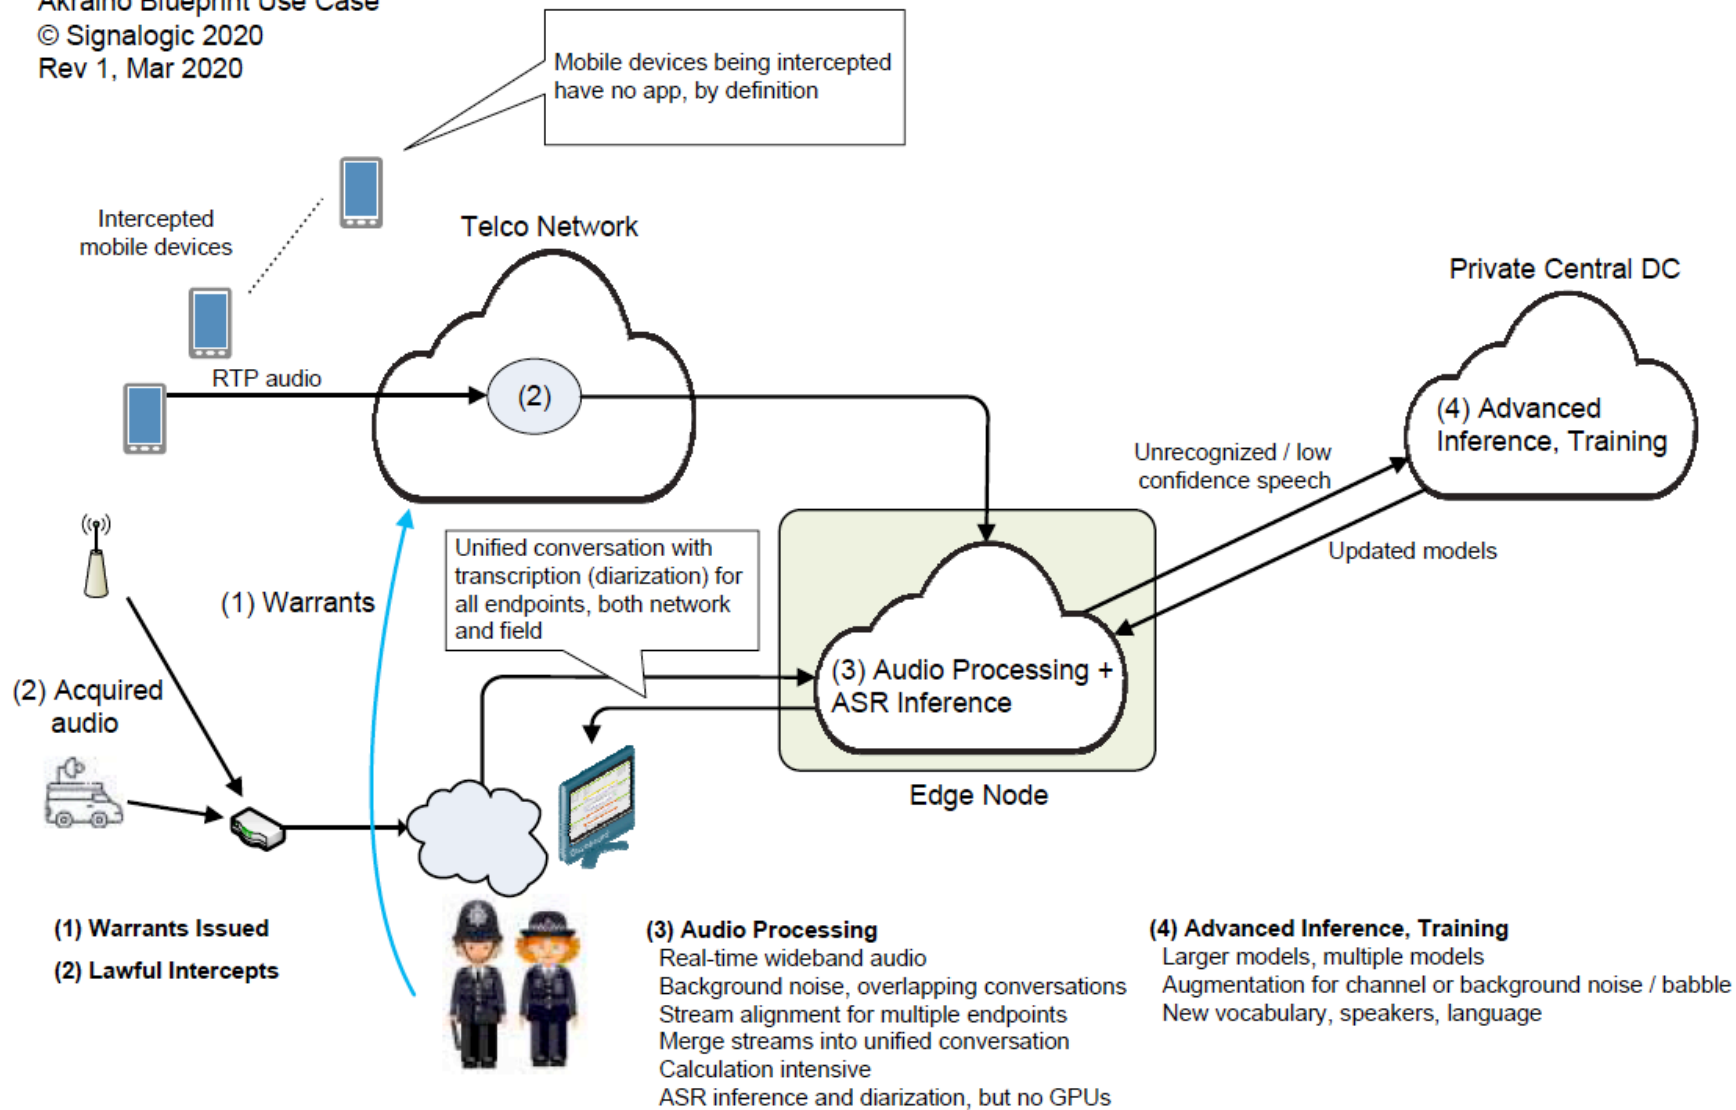 Akraino Blueprint Use Case
© Signalogic 2020
Rev 1, Mar 2020
Mobile devices being intercepted
have no app, by definition
Intercepted
mobile devices
Telco Network
Private Central DC
RTP audio
(2)
(4) Advanced
Inference, Training
Unrecognized / low
confidence speech
Updated models
Unified conversation with
transcription (diarization) for
all endpoints, both network
and field
(1) Warrants
(2) Acquired
audio
(3) Audio Processing +
ASR Inference
Edge Node
(1) Warrants Issued
(2) Lawful Intercepts
(3) Audio Processing
Real-time wideband audio
Background noise, overlapping conversations
Stream alignment for multiple endpoints
Merge streams into unified conversation
Calculation intensive
ASR inference and diarization, but no GPUs
(4) Advanced Inference, Training
Larger models, multiple models
Augmentation for channel or background noise / babble
New vocabulary, speakers, language